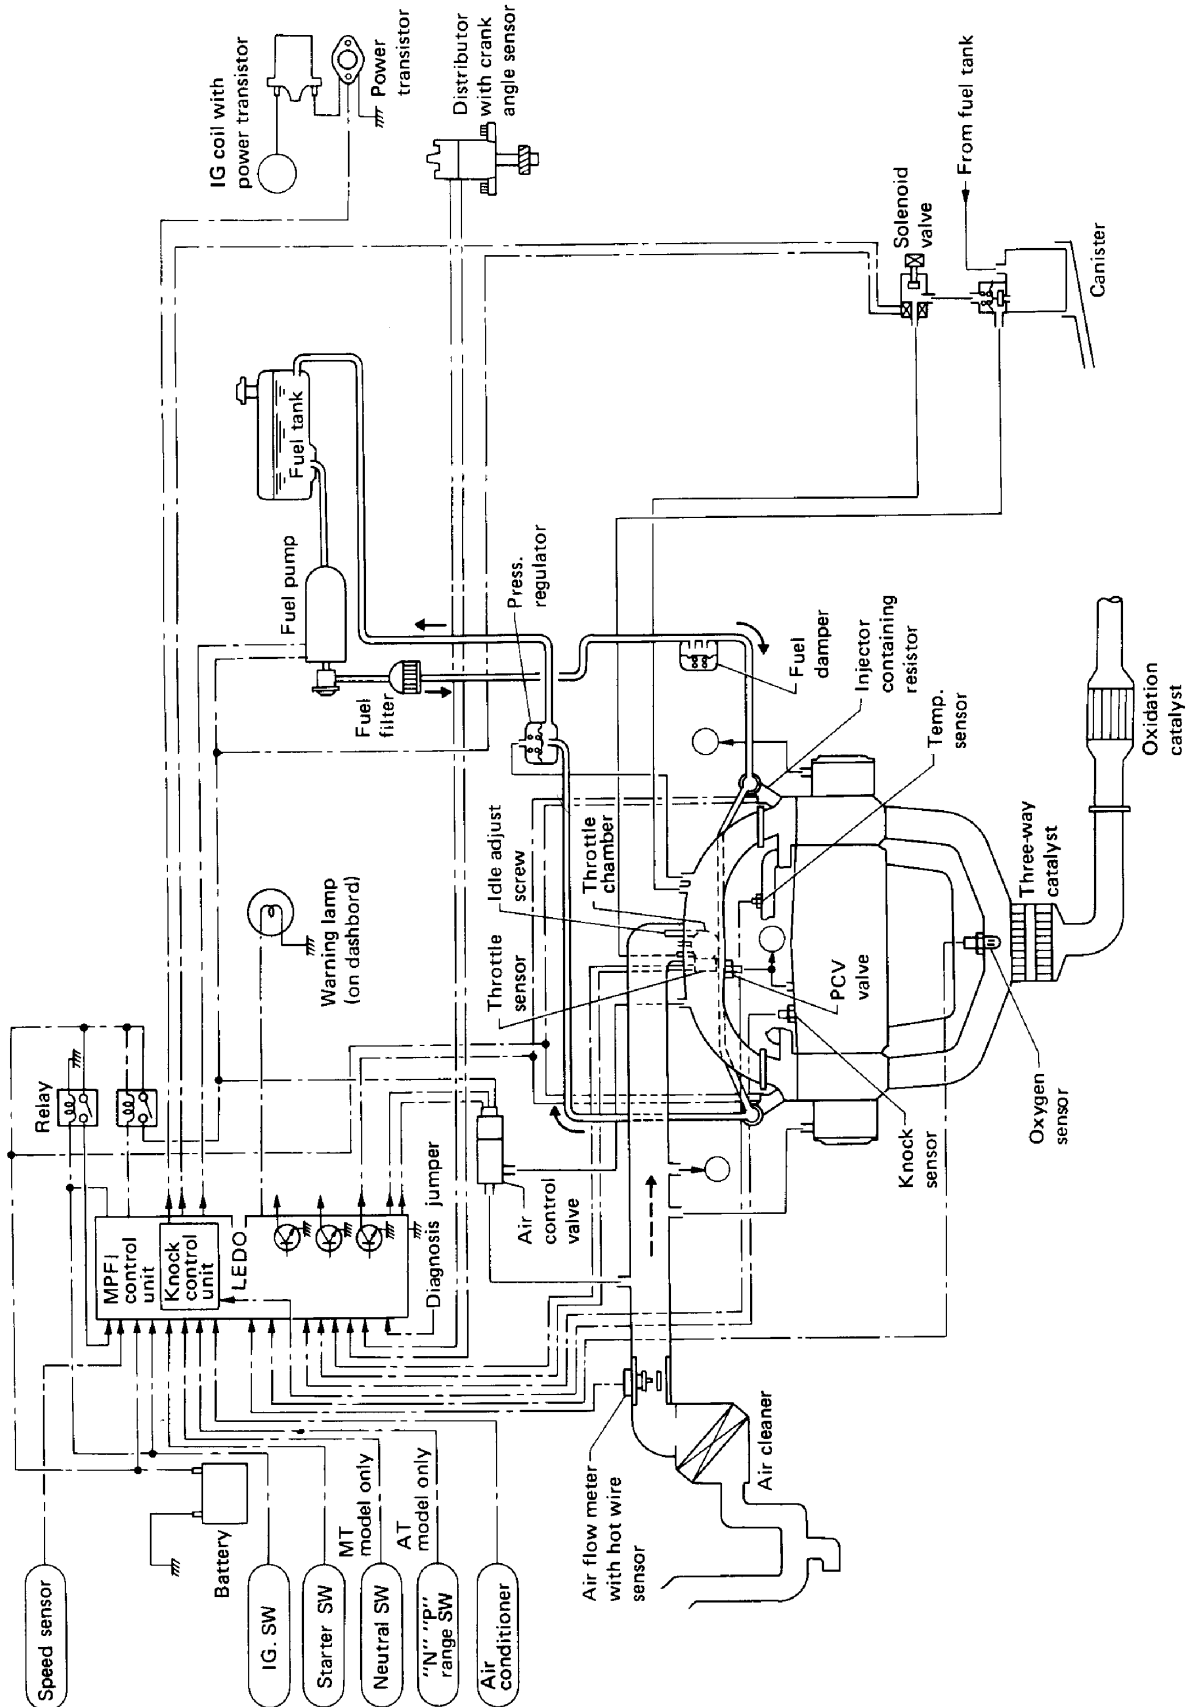 IG coil with
power transistor
Power
transistor
Distributor
with crank
angle sensor
From fuel tank
Solenoid
valve
Canister
Fuel tank
Fuel pump
Fuel
filter
Press.
regulator
Fuel
damper
Injector
containing
resistor
Temp.
sensor
Oxidation
catalyst
Three-way
catalyst
Warning lamp
(on dashbord)
Idle adjust
screw
Throttle
chamber
Throttle
sensor
PCV
valve
Knock
sensor
Oxygen
sensor
Relay
MPFI
control
unit
Knock
control
unit
LEDO
Diagnosis jumper
Air
control
valve
Speed sensor
Battery
IG. SW
Starter SW
MT
model only
Neutral SW
AT
model only
"N" "P"
range SW
Air
conditioner
Air flow meter
with hot wire
sensor
Air cleaner